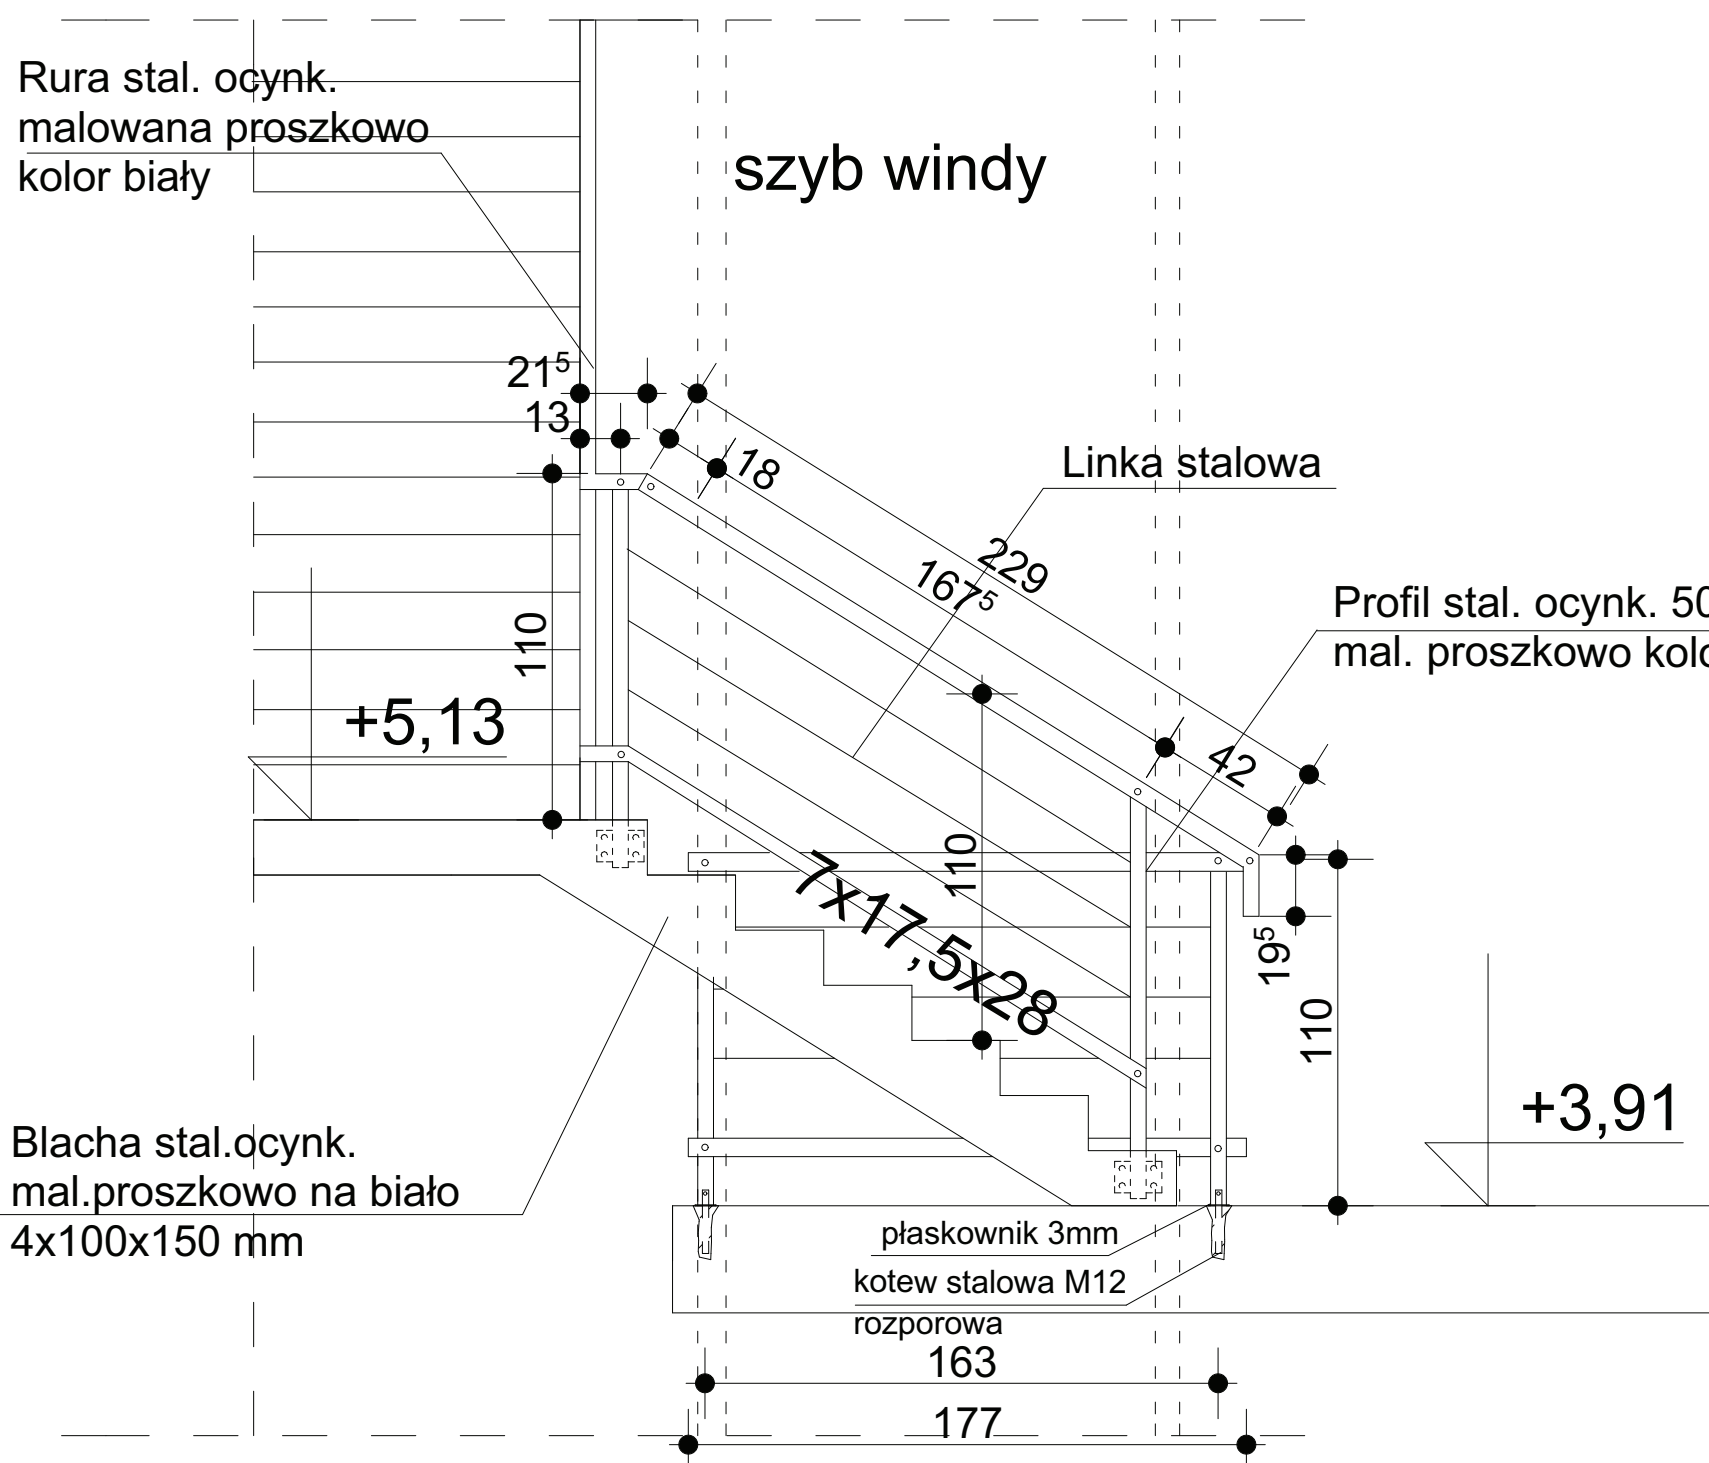 Rura stal. ocynk.
malowana proszkowo
kolor biały
szyb windy
21⁵
13
18
Linka stalowa
229
167⁵
Profil stal. ocynk. 50
mal. proszkowo
110
+5,13
42
110
7x17,5x28
19⁵
110
+3,91
Blacha stal.ocynk.
mal.proszkowo na biało
4x100x150 mm
płaskownik 3mm
kotew stalowa M12
rozporowa
163
177